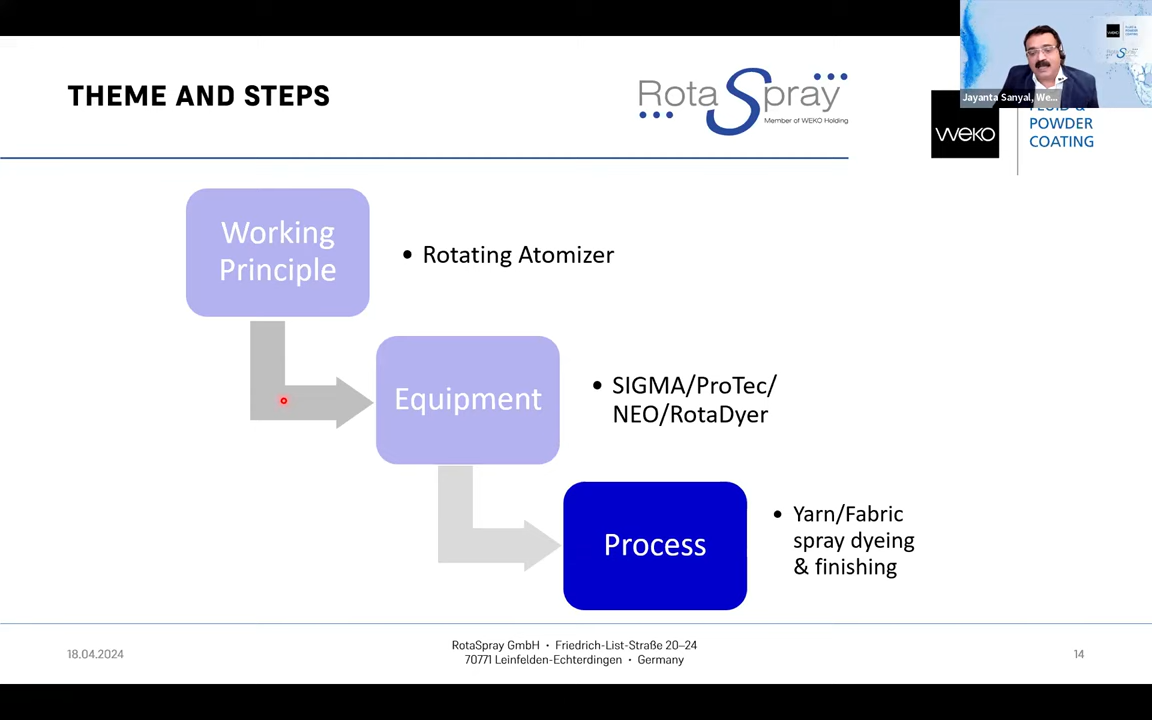 THEME AND STEPS
RotaSpray
Member of WEKO Holding
weko
POWDER
COATING
Jayanta Sanyal, We...
Working
Principle
• Rotating Atomizer
Equipment
• SIGMA/ProTec/
NEO/RotaDyer
Process
• Yarn/Fabric
spray dyeing
& finishing
18.04.2024
RotaSpray GmbH • Friedrich-List-Straße 20–24
70771 Leinfelden-Echterdingen • Germany
14